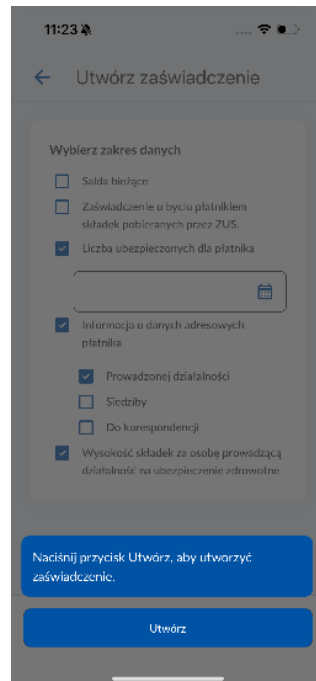 11:23
Utwórz zaświadczenie
Wybierz zakres danych
Salda bieżące
Zaświadczenie o byciu płatnikiem
składek pobieranych przez ZUS.
Liczba ubezpieczonych dla płatnika
Informacja o danych adresowych
płatnika
Prowadzonej działalności
Siedziby
Do korespondencji
Wysokość składek za osobę prowadzącą
działalność na ubezpieczenie zdrowotne
Naciśnij przycisk Utwórz, aby utworzyć
zaświadczenie.
Utwórz